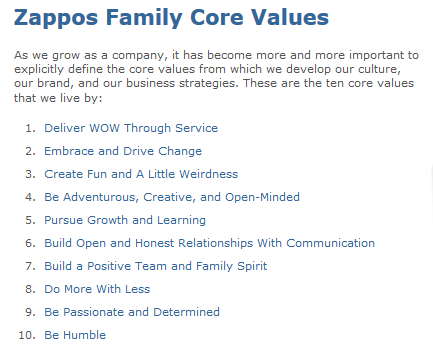 Zappos Family Core Values
As we grow as a company, it has become more and more important to
explicitly define the core values from which we develop our culture,
our brand, and our business strategies. These are the ten core values
that we live by:
1. Deliver WOW Through Service
2. Embrace and Drive Change
3. Create Fun and A Little Weirdness
4. Be Adventurous, Creative, and Open-Minded
5. Pursue Growth and Learning
6. Build Open and Honest Relationships With Communication
7. Build a Positive Team and Family Spirit
8. Do More With Less
9. Be Passionate and Determined
10. Be Humble